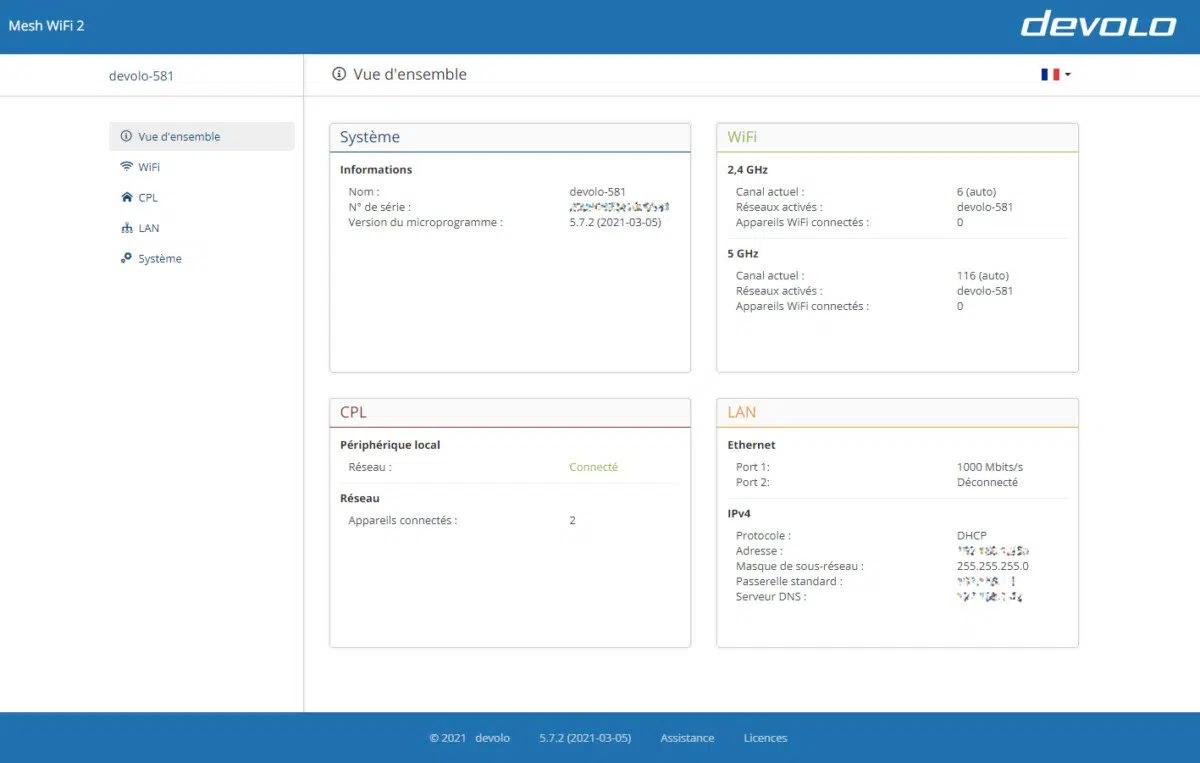 Mesh WiFi 2
devolo
devolo-581
Vue d'ensemble
Vue d'ensemble
WiFi
CPL
LAN
Système
Système
Informations
Nom : devolo-581
N° de série :
Version du microprogramme : 5.7.2 (2021-03-05)
WiFi
2,4 GHz
Canal actuel : 6 (auto)
Réseaux activés : devolo-581
Appareils WiFi connectés : 0
5 GHz
Canal actuel : 116 (auto)
Réseaux activés : devolo-581
Appareils WiFi connectés : 0
CPL
Périphérique local
Réseau : Connecté
Réseau
Appareils connectés : 2
LAN
Ethernet
Port 1: 1000 Mbits/s
Port 2: Déconnecté
IPv4
Protocole : DHCP
Adresse :
Masque de sous-réseau : 255.255.255.0
Passerelle standard :
Serveur DNS :
© 2021 devolo 5.7.2 (2021-03-05) Assistance Licences